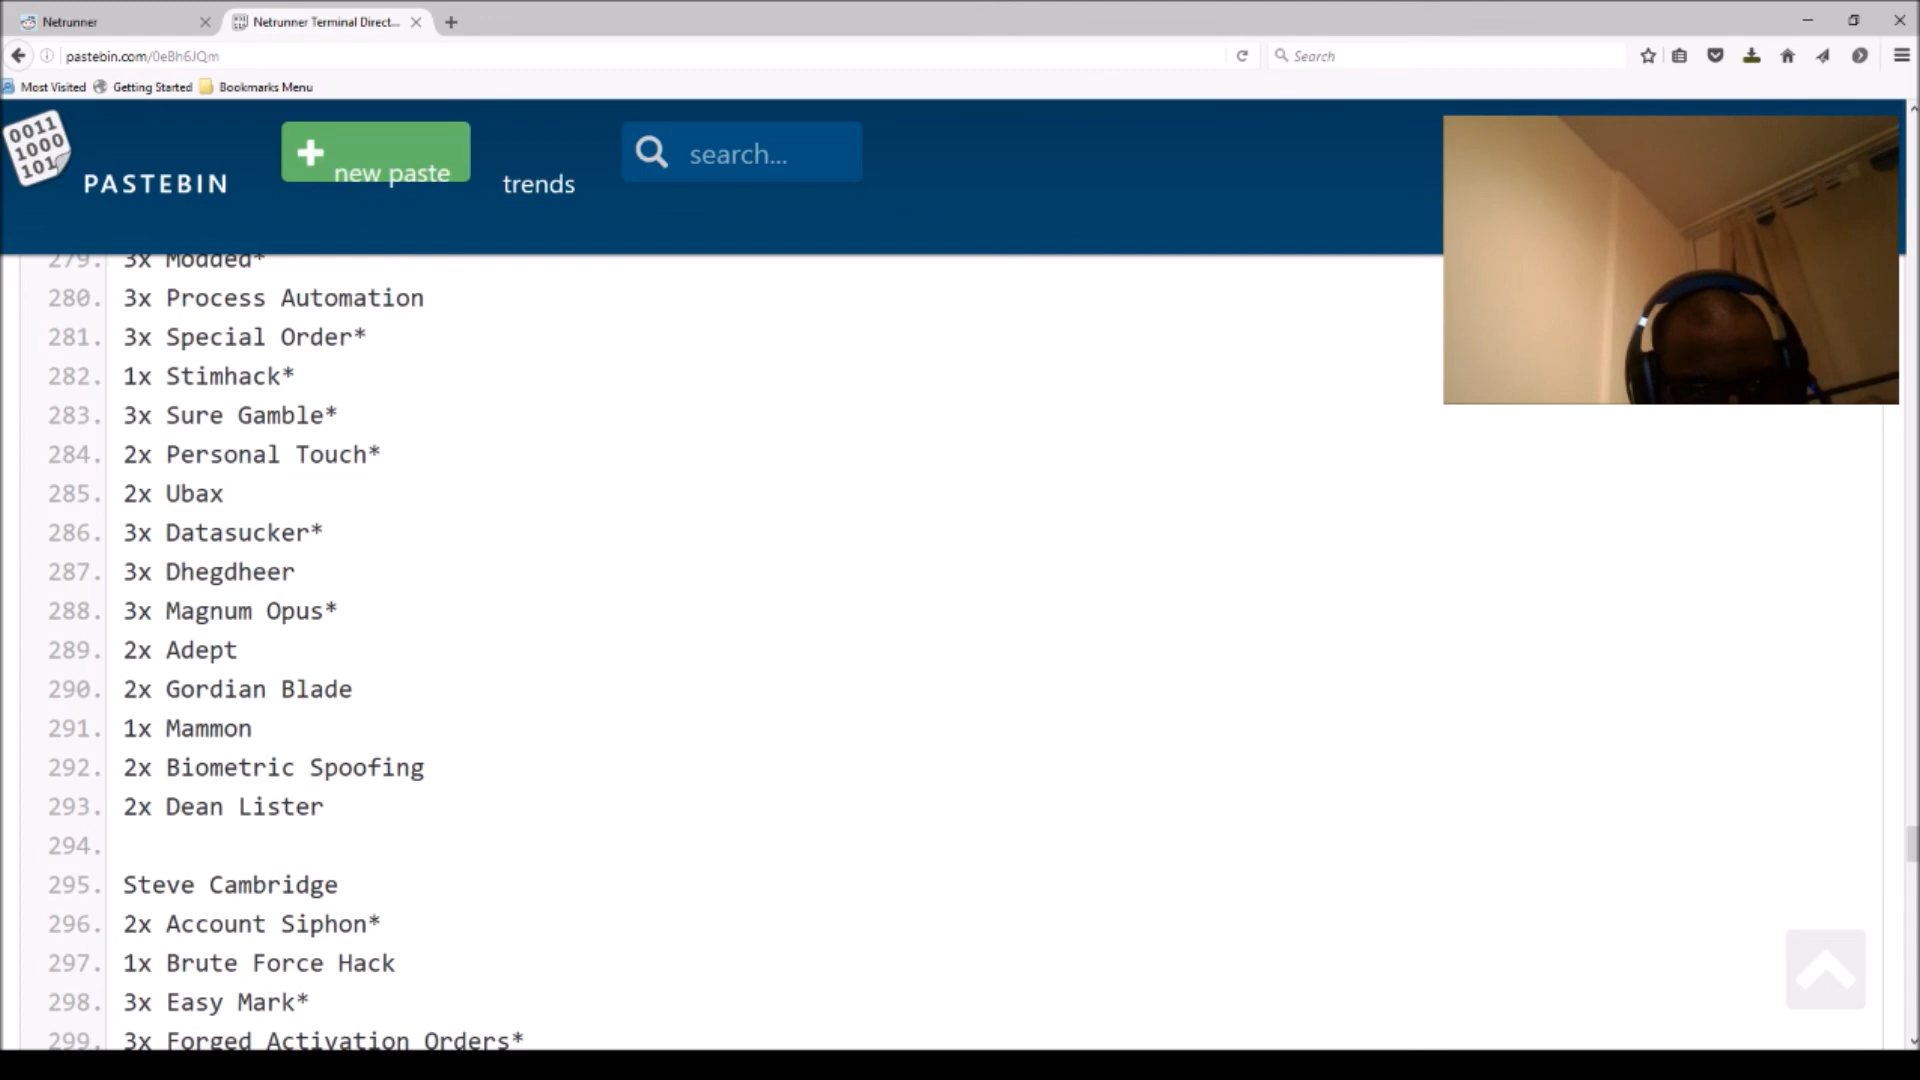 Netrunner
Netrunner Terminal Direct...
pastebin.com/0eBh6JQm
Search
Most Visited
Getting Started
Bookmarks Menu
0011
1000
101
PASTEBIN
new paste
trends
search...
279. 3x Modded*
280. 3x Process Automation
281. 3x Special Order*
282. 1x Stimhack*
283. 3x Sure Gamble*
284. 2x Personal Touch*
285. 2x Ubax
286. 3x Datasucker*
287. 3x Dhegdheer
288. 3x Magnum Opus*
289. 2x Adept
290. 2x Gordian Blade
291. 1x Mammon
292. 2x Biometric Spoofing
293. 2x Dean Lister
294.
295. Steve Cambridge
296. 2x Account Siphon*
297. 1x Brute Force Hack
298. 3x Easy Mark*
299. 3x Forged Activation Orders*